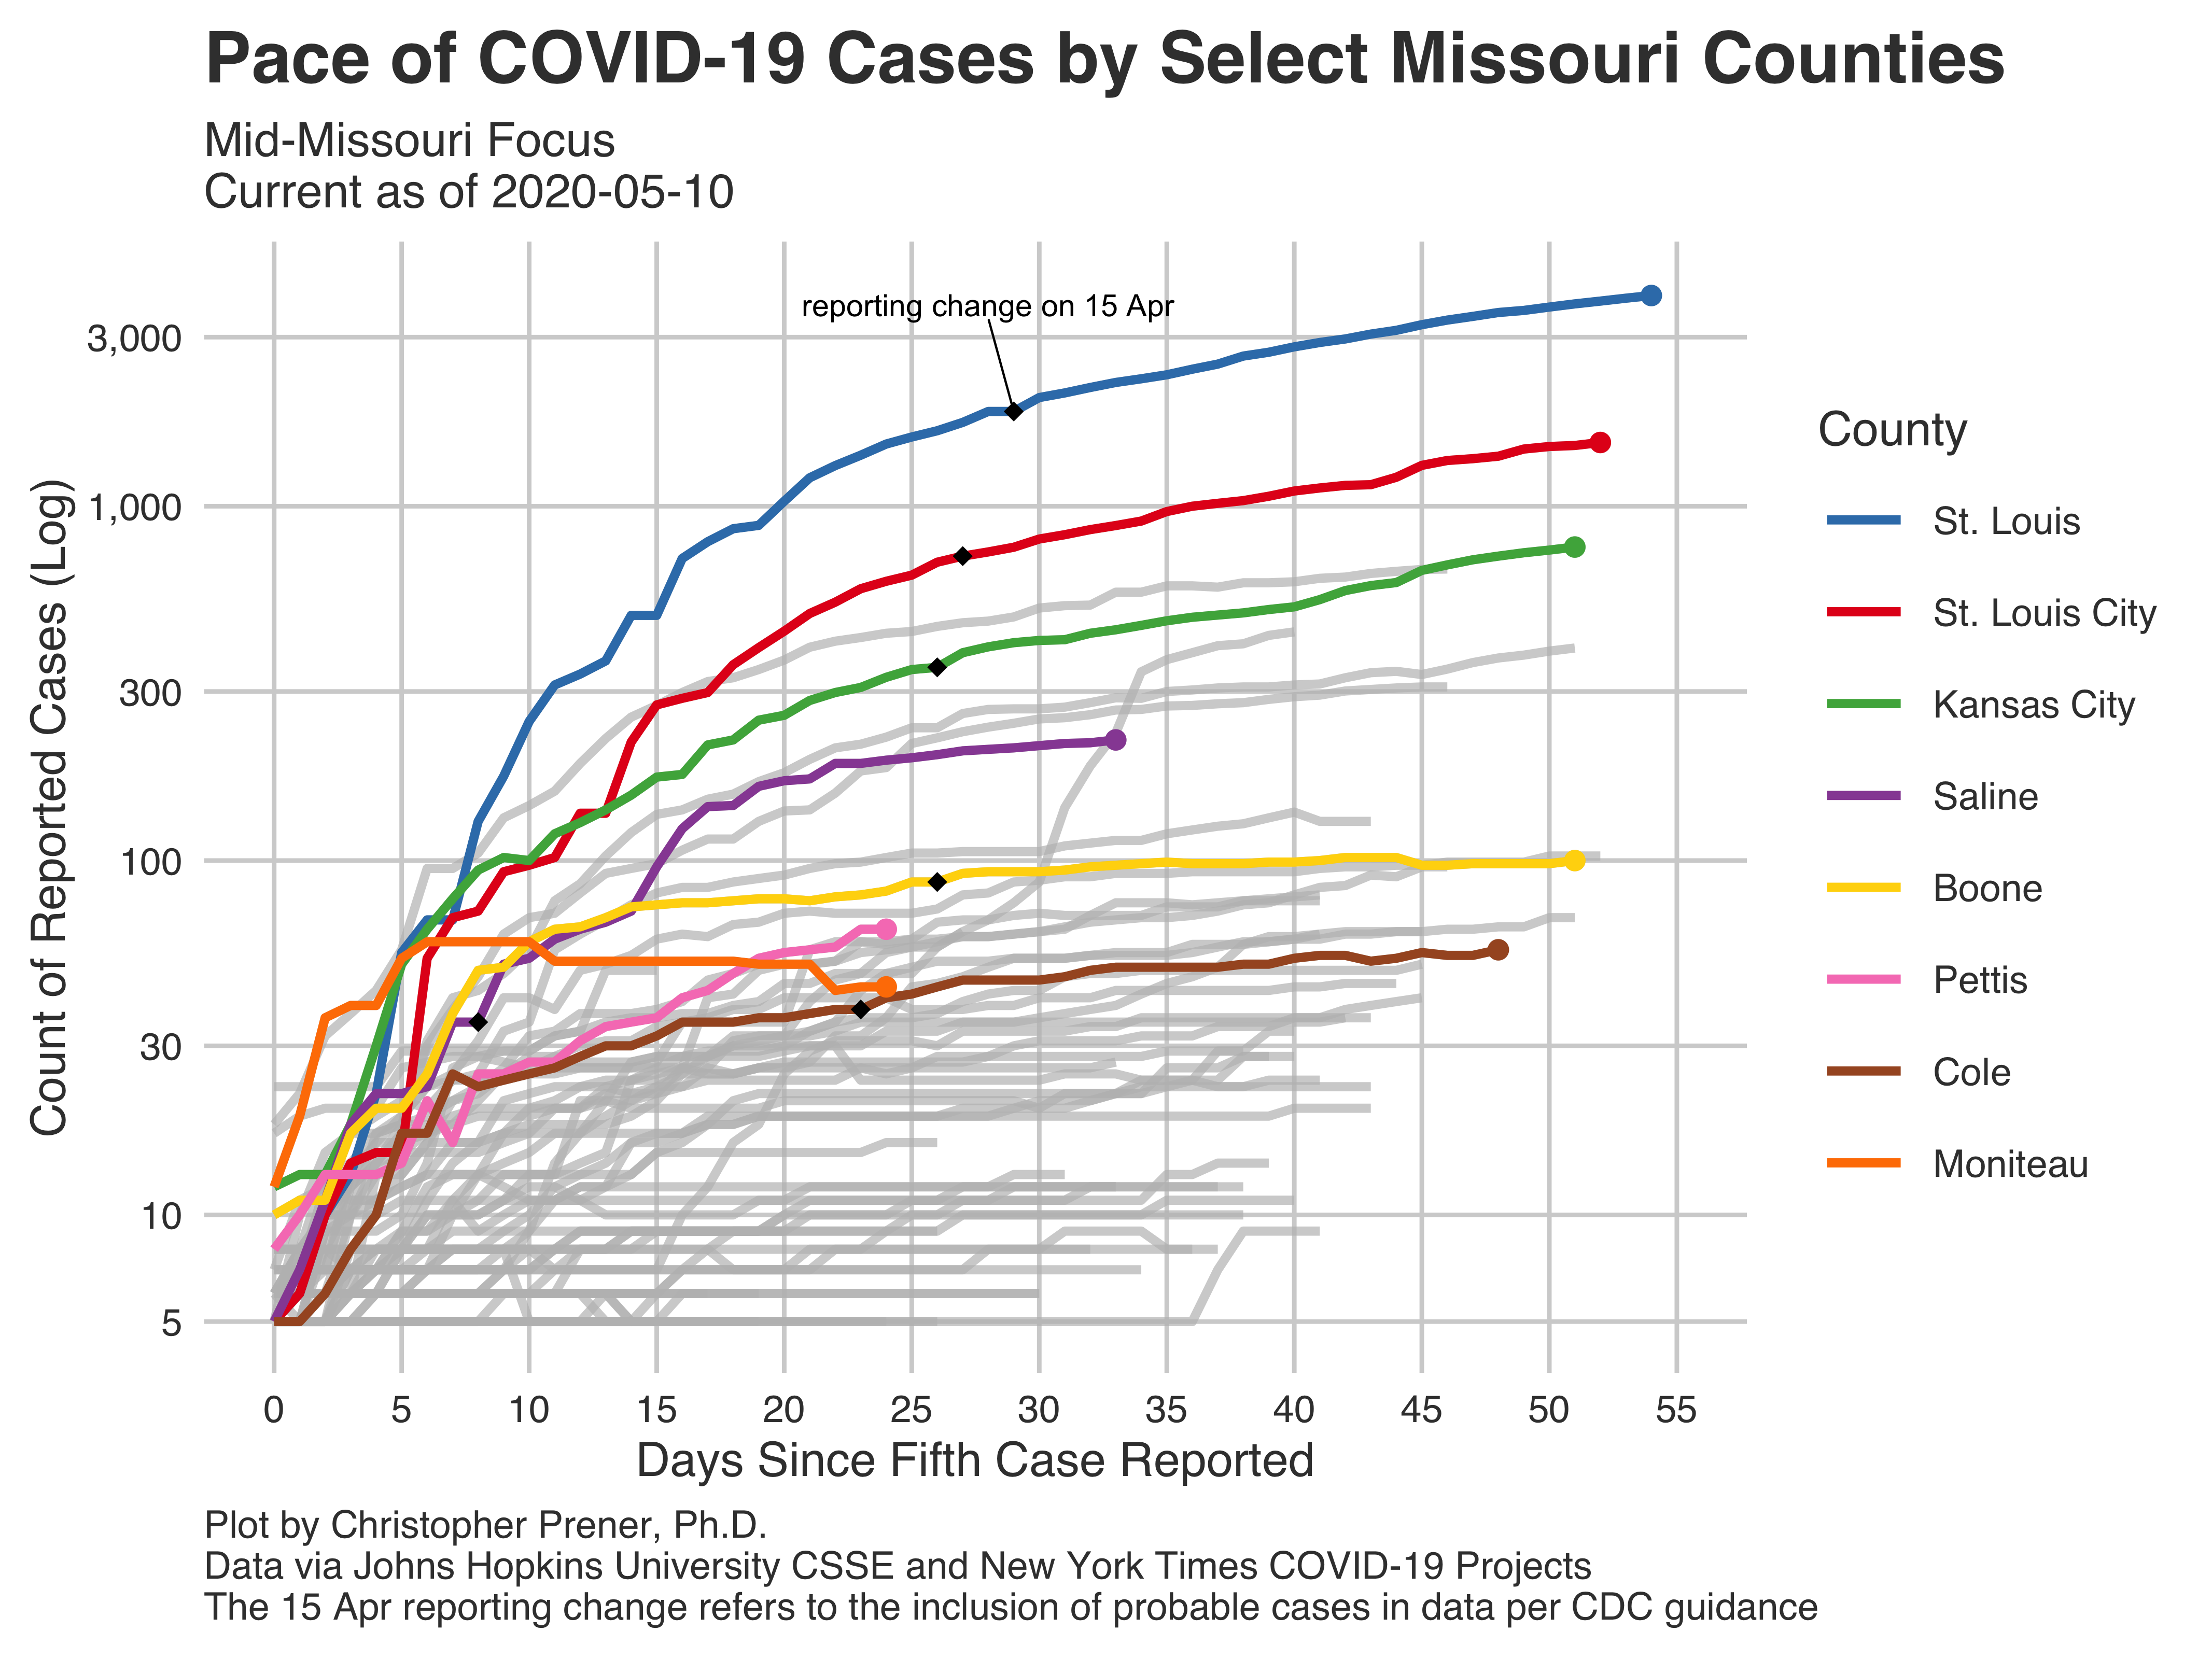 Pace of COVID-19 Cases by Select Missouri Counties
Mid-Missouri Focus
Current as of 2020-05-10
reporting change on 15 Apr
Count of Reported Cases (Log)
3,000
1,000
300
100
30
10
5
0 5 10 15 20 25 30 35 40 45 50 55
Days Since Fifth Case Reported
County
St. Louis
St. Louis City
Kansas City
Saline
Boone
Pettis
Cole
Moniteau
Plot by Christopher Prener, Ph.D.
Data via Johns Hopkins University CSSE and New York Times COVID-19 Projects
The 15 Apr reporting change refers to the inclusion of probable cases in data per CDC guidance